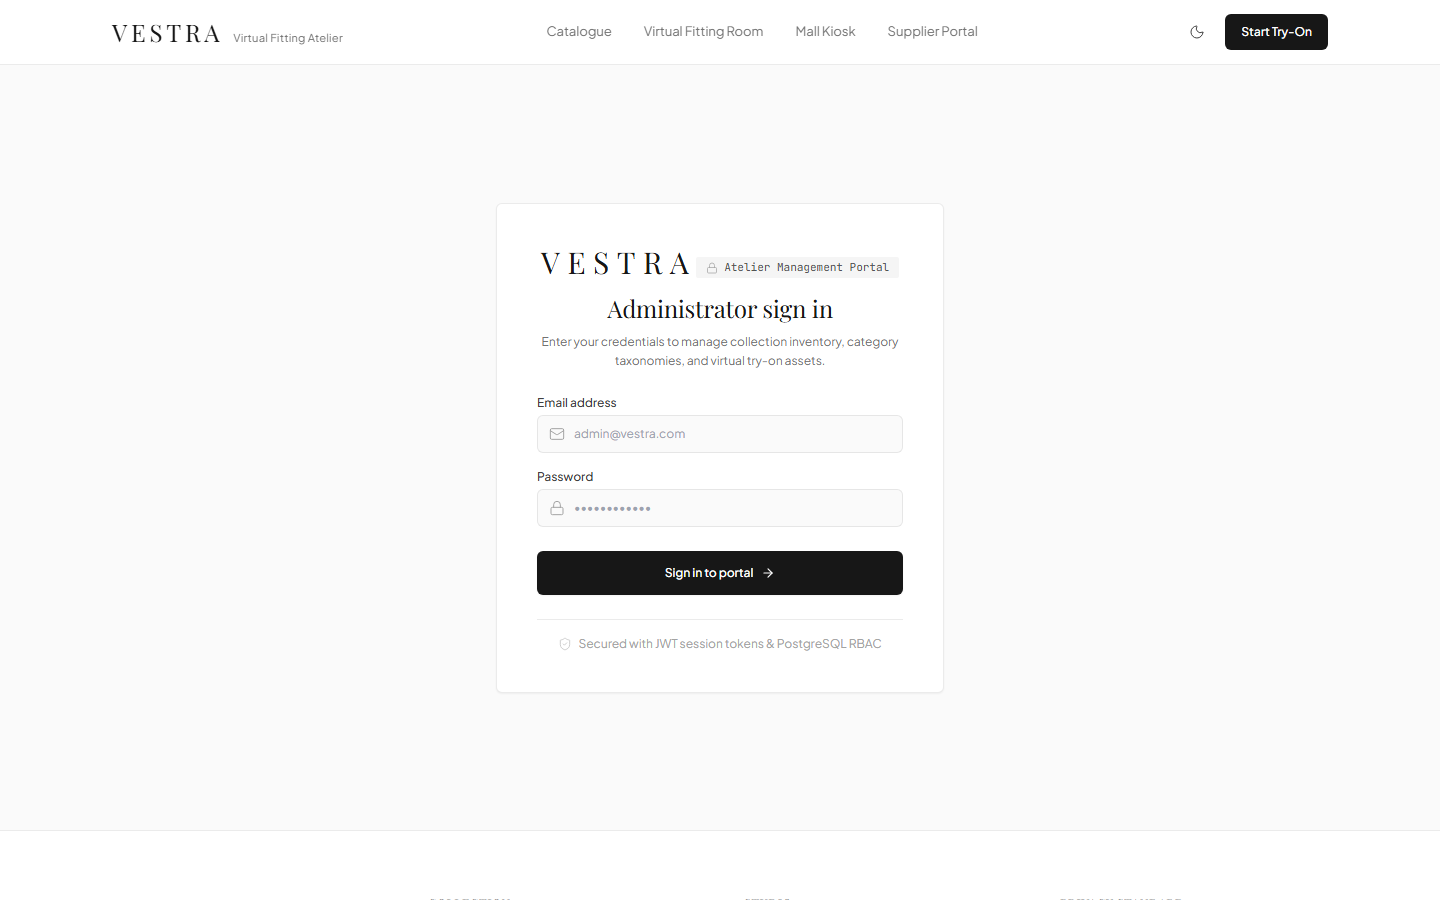 VESTRA Virtual Fitting Atelier
Catalogue
Virtual Fitting Room
Mall Kiosk
Supplier Portal
Start Try-On
VESTRA
Atelier Management Portal
Administrator sign in
Enter your credentials to manage collection inventory, category
taxonomies, and virtual try-on assets.
Email address
admin@vestra.com
Password
Sign in to portal
Secured with JWT session tokens & PostgreSQL RBAC